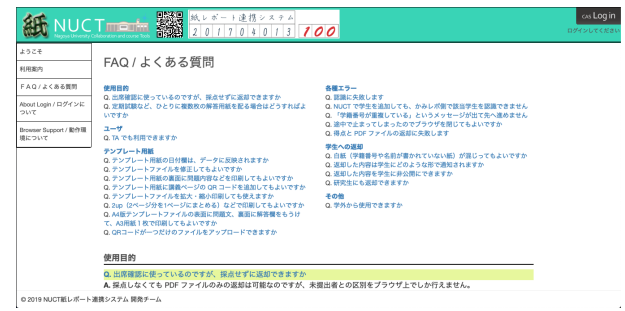 紙 NUCT
Nagoya University Collaboration and course Tools
紙レポート連携システム
20170401３ 100
CAS Log in
ログインしてください
ようこそ
利用案内
ＦＡＱ / よくある質問
About Login / ログインに
ついて
Browser Support / 動作環
境について
FAQ / よくある質問
使用目的
Q. 出席確認に使っているのですが、採点せずに返却できますか
Q. 定期試験など、ひとりに複数枚の解答用紙を配る場合はどうすればよ
いですか
ユーザ
Q. TA でも利用できますか
テンプレート用紙
Q. テンプレート用紙の日付欄は、データに反映されますか
Q. テンプレートファイルを修正してもよいですか
Q. テンプレート用紙の裏面に問題内容などを印刷してもよいですか
Q. テンプレート用紙に講義ページの QR コードを追加してもよいですか
Q. テンプレートファイルを拡大・縮小印刷しても使えますか
Q. 2up（2ページ分を1ページにまとめる）などで印刷してもよいですか
Q. A4版テンプレートファイルの表面に問題文、裏面に解答欄をもうけ
て、A3用紙１枚で印刷してもよいですか
Q. QRコードが一つだけのファイルをアップロードできますか
各種エラー
Q. 認識に失敗します
Q. NUCT で学生を追加しても、かみレポ側で該当学生を認識できません
Q. 「学籍番号が重複している」というメッセージが出て先へ進めません
Q. 途中で止まってしまったのでブラウザを閉じてもよいですか
Q. 得点と PDF ファイルの返却に失敗します
学生への返却
Q. 白紙（学籍番号や名前が書かれていない紙）が混じってもよいですか
Q. 返却した内容は学生にどのような形で通知されますか
Q. 返却した内容を学生に非公開にできますか
Q. 研究生にも返却できますか
その他
Q. 学外から使用できますか
使用目的
Q. 出席確認に使っているのですが、採点せずに返却できますか
A. 採点しなくても PDF ファイルのみの返却は可能なのですが、未提出者との区別をブラウザ上でしか行えません。
© 2019 NUCT紙レポート連携システム 開発チーム